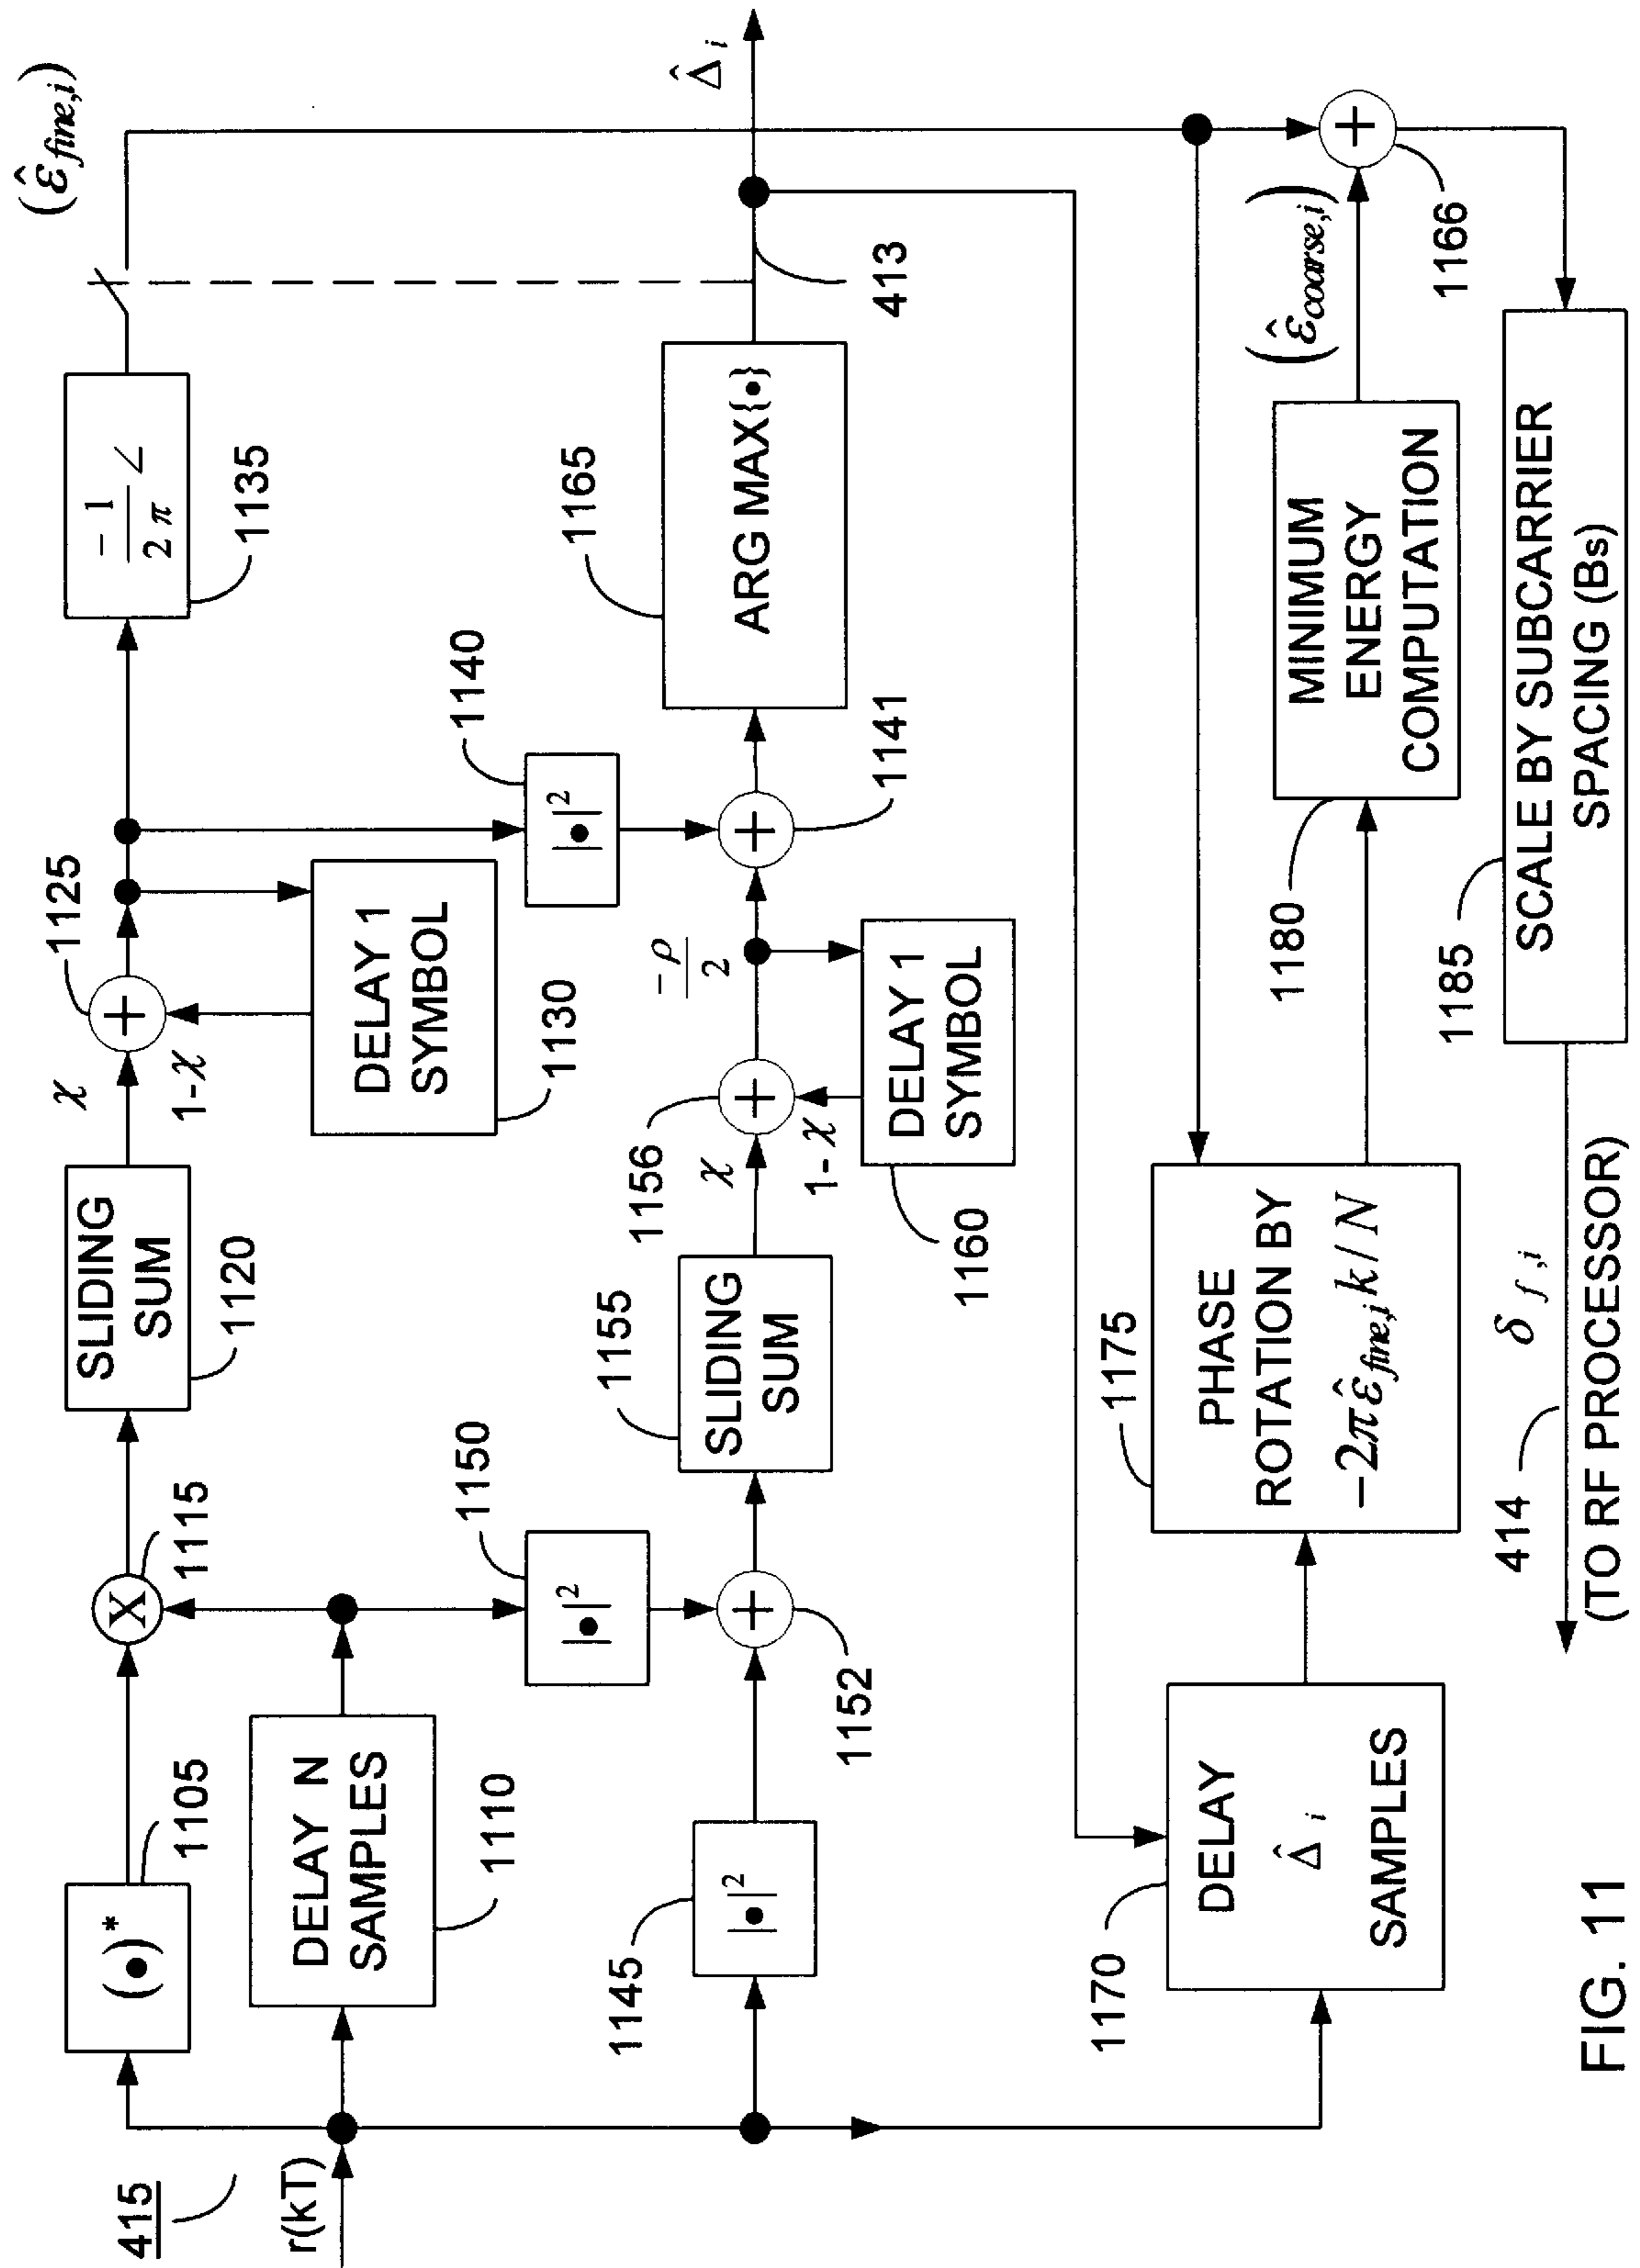 415
r(kT)
(•)*
1105
DELAY N
SAMPLES
1110
X
1115
SLIDING
SUM
1120
χ
1-χ
+
1125
DELAY 1
SYMBOL
1130
−1
2π
∠
1135
(ε̂fine,i)
|•|²
1145
|•|²
1150
+
1152
SLIDING
SUM
1155
χ
1-χ
+
1156
DELAY 1
SYMBOL
1160
−ρ
2
|•|²
1140
+
1141
ARG MAX{•}
1165
413
Δ̂i
DELAY
Δ̂i
SAMPLES
1170
PHASE
ROTATION BY
−2πε̂fine,i k/N
1175
MINIMUM
ENERGY
COMPUTATION
1180
(ε̂coarse,i)
+
1166
SCALE BY SUBCARRIER
SPACING (Bs)
1185
δf,i
414
(TO RF PROCESSOR)
FIG. 11